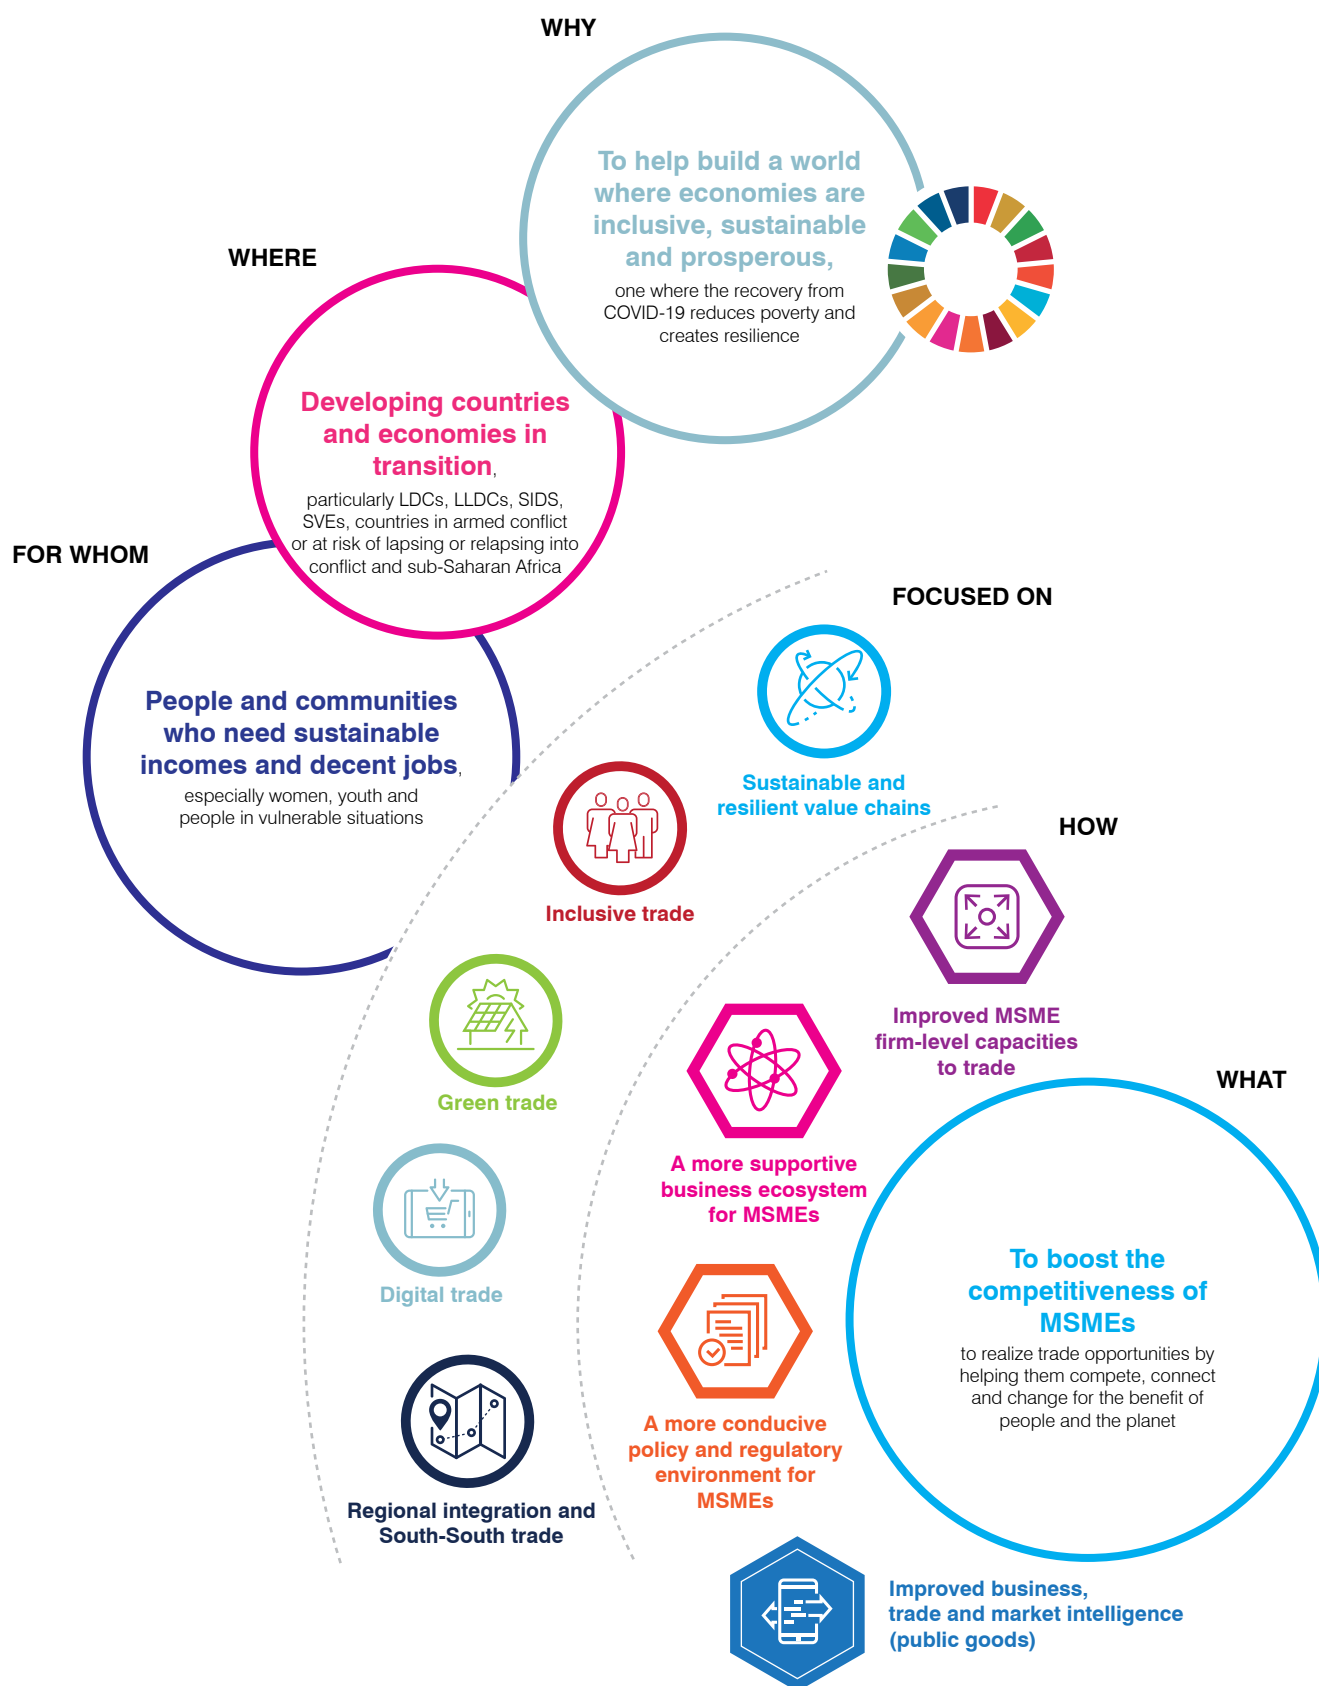 WHY
To help build a world
where economies are
inclusive, sustainable
and prosperous,
one where the recovery from
COVID-19 reduces poverty and
creates resilience
WHERE
Developing countries
and economies in
transition,
particularly LDCs, LLDCs, SIDS,
SVEs, countries in armed conflict
or at risk of lapsing or relapsing into
conflict and sub-Saharan Africa
FOR WHOM
People and communities
who need sustainable
incomes and decent jobs,
especially women, youth and
people in vulnerable situations
FOCUSED ON
Sustainable and
resilient value chains
Inclusive trade
Green trade
Digital trade
Regional integration and
South-South trade
HOW
Improved MSME
firm-level capacities
to trade
A more supportive
business ecosystem
for MSMEs
A more conducive
policy and regulatory
environment for
MSMEs
Improved business,
trade and market intelligence
(public goods)
WHAT
To boost the
competitiveness of
MSMEs
to realize trade opportunities by
helping them compete, connect
and change for the benefit of
people and the planet